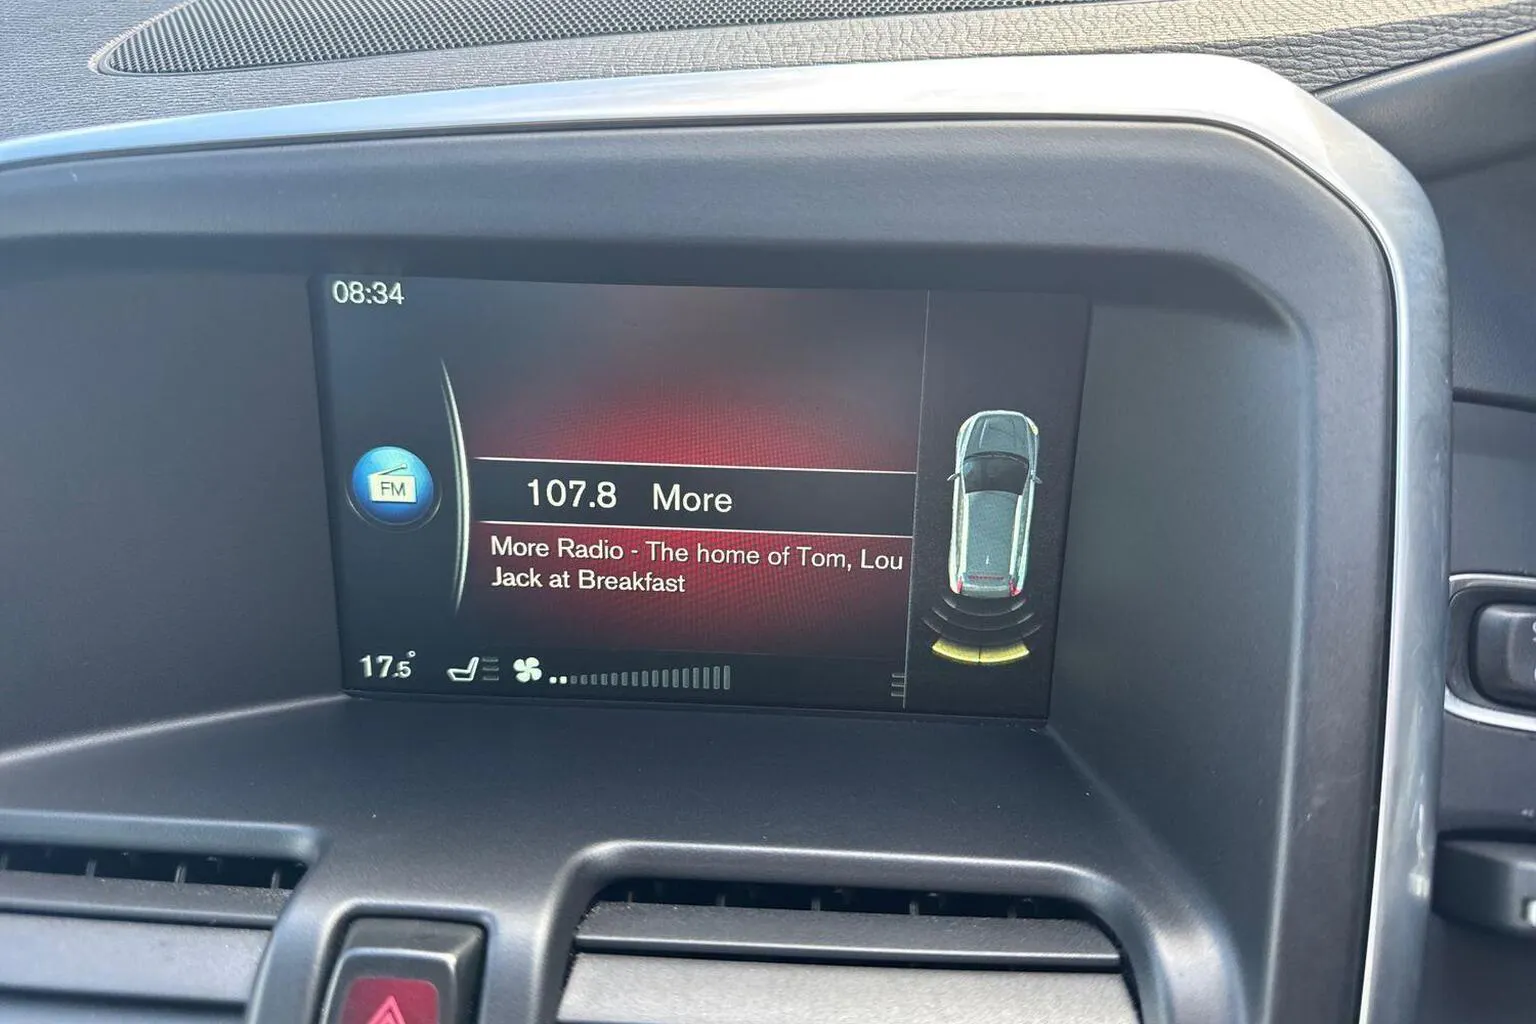 08:34
FM
107.8 More
More Radio - The home of Tom, Lou
Jack at Breakfast
17.5°